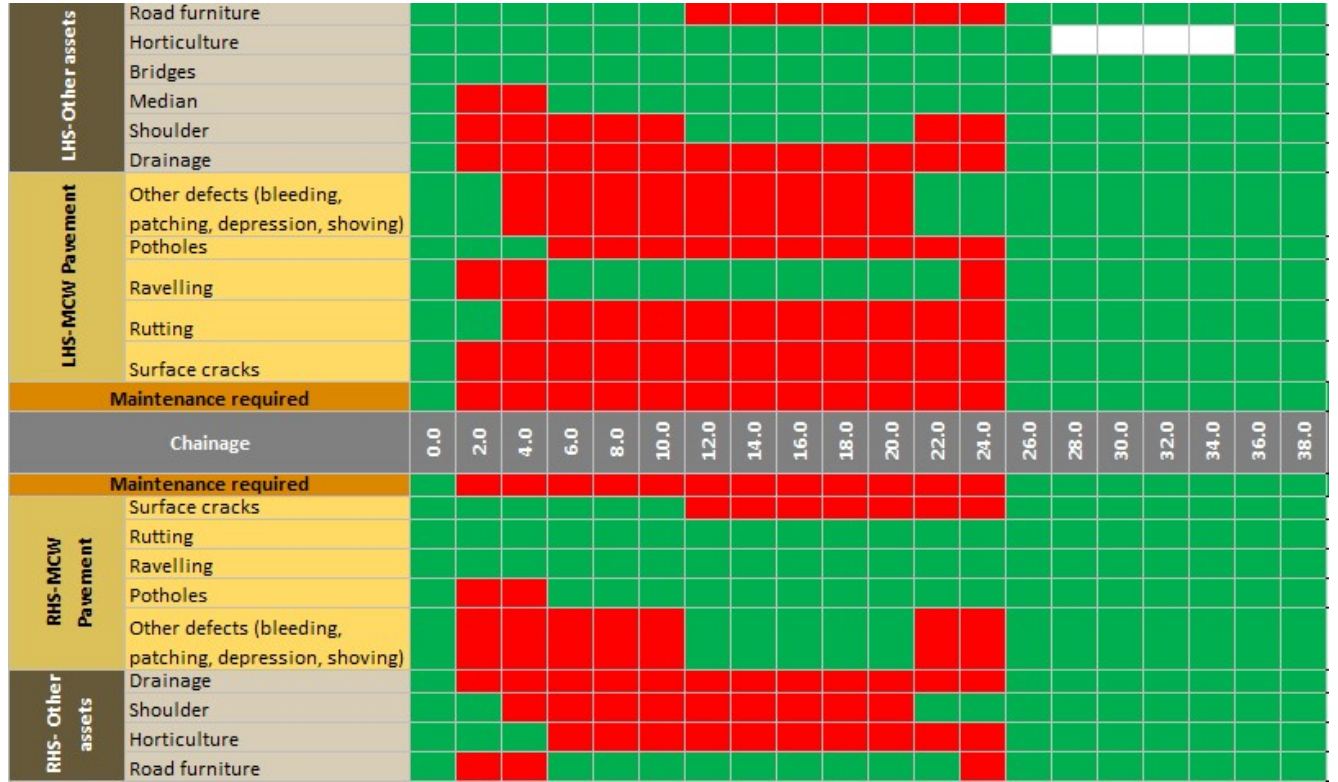 LHS-Other assets
Road furniture
Horticulture
Bridges
Median
Shoulder
Drainage
LHS-MCW Pavement
Other defects (bleeding,
patching, depression, shoving)
Potholes
Ravelling
Rutting
Surface cracks
Maintenance required
Chainage 0.0 2.0 4.0 6.0 8.0 10.0 12.0 14.0 16.0 18.0 20.0 22.0 24.0 26.0 28.0 30.0 32.0 34.0 36.0 38.0
Maintenance required
RHS-MCW
Pavement
Surface cracks
Rutting
Ravelling
Potholes
Other defects (bleeding,
patching, depression, shoving)
RHS- Other
assets
Drainage
Shoulder
Horticulture
Road furniture